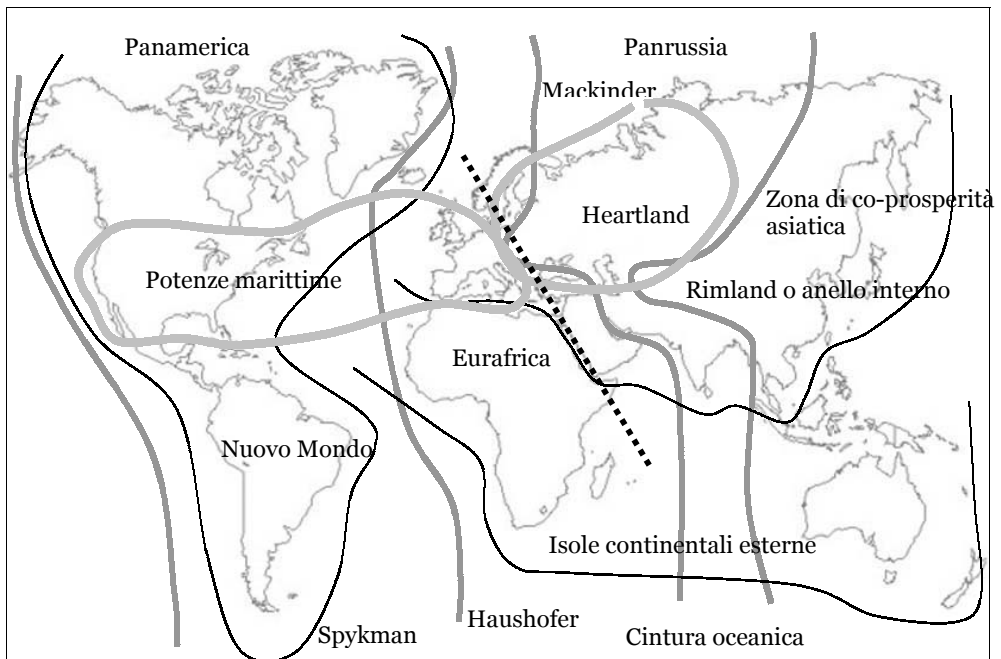 Panamerica
Panrussia
Mackinder
Zona di co-prosperità
asiatica
Heartland
Potenze marittime
Rimland o anello interno
Eurafrica
Nuovo Mondo
Isole continentali esterne
Haushofer
Spykman
Cintura oceanica